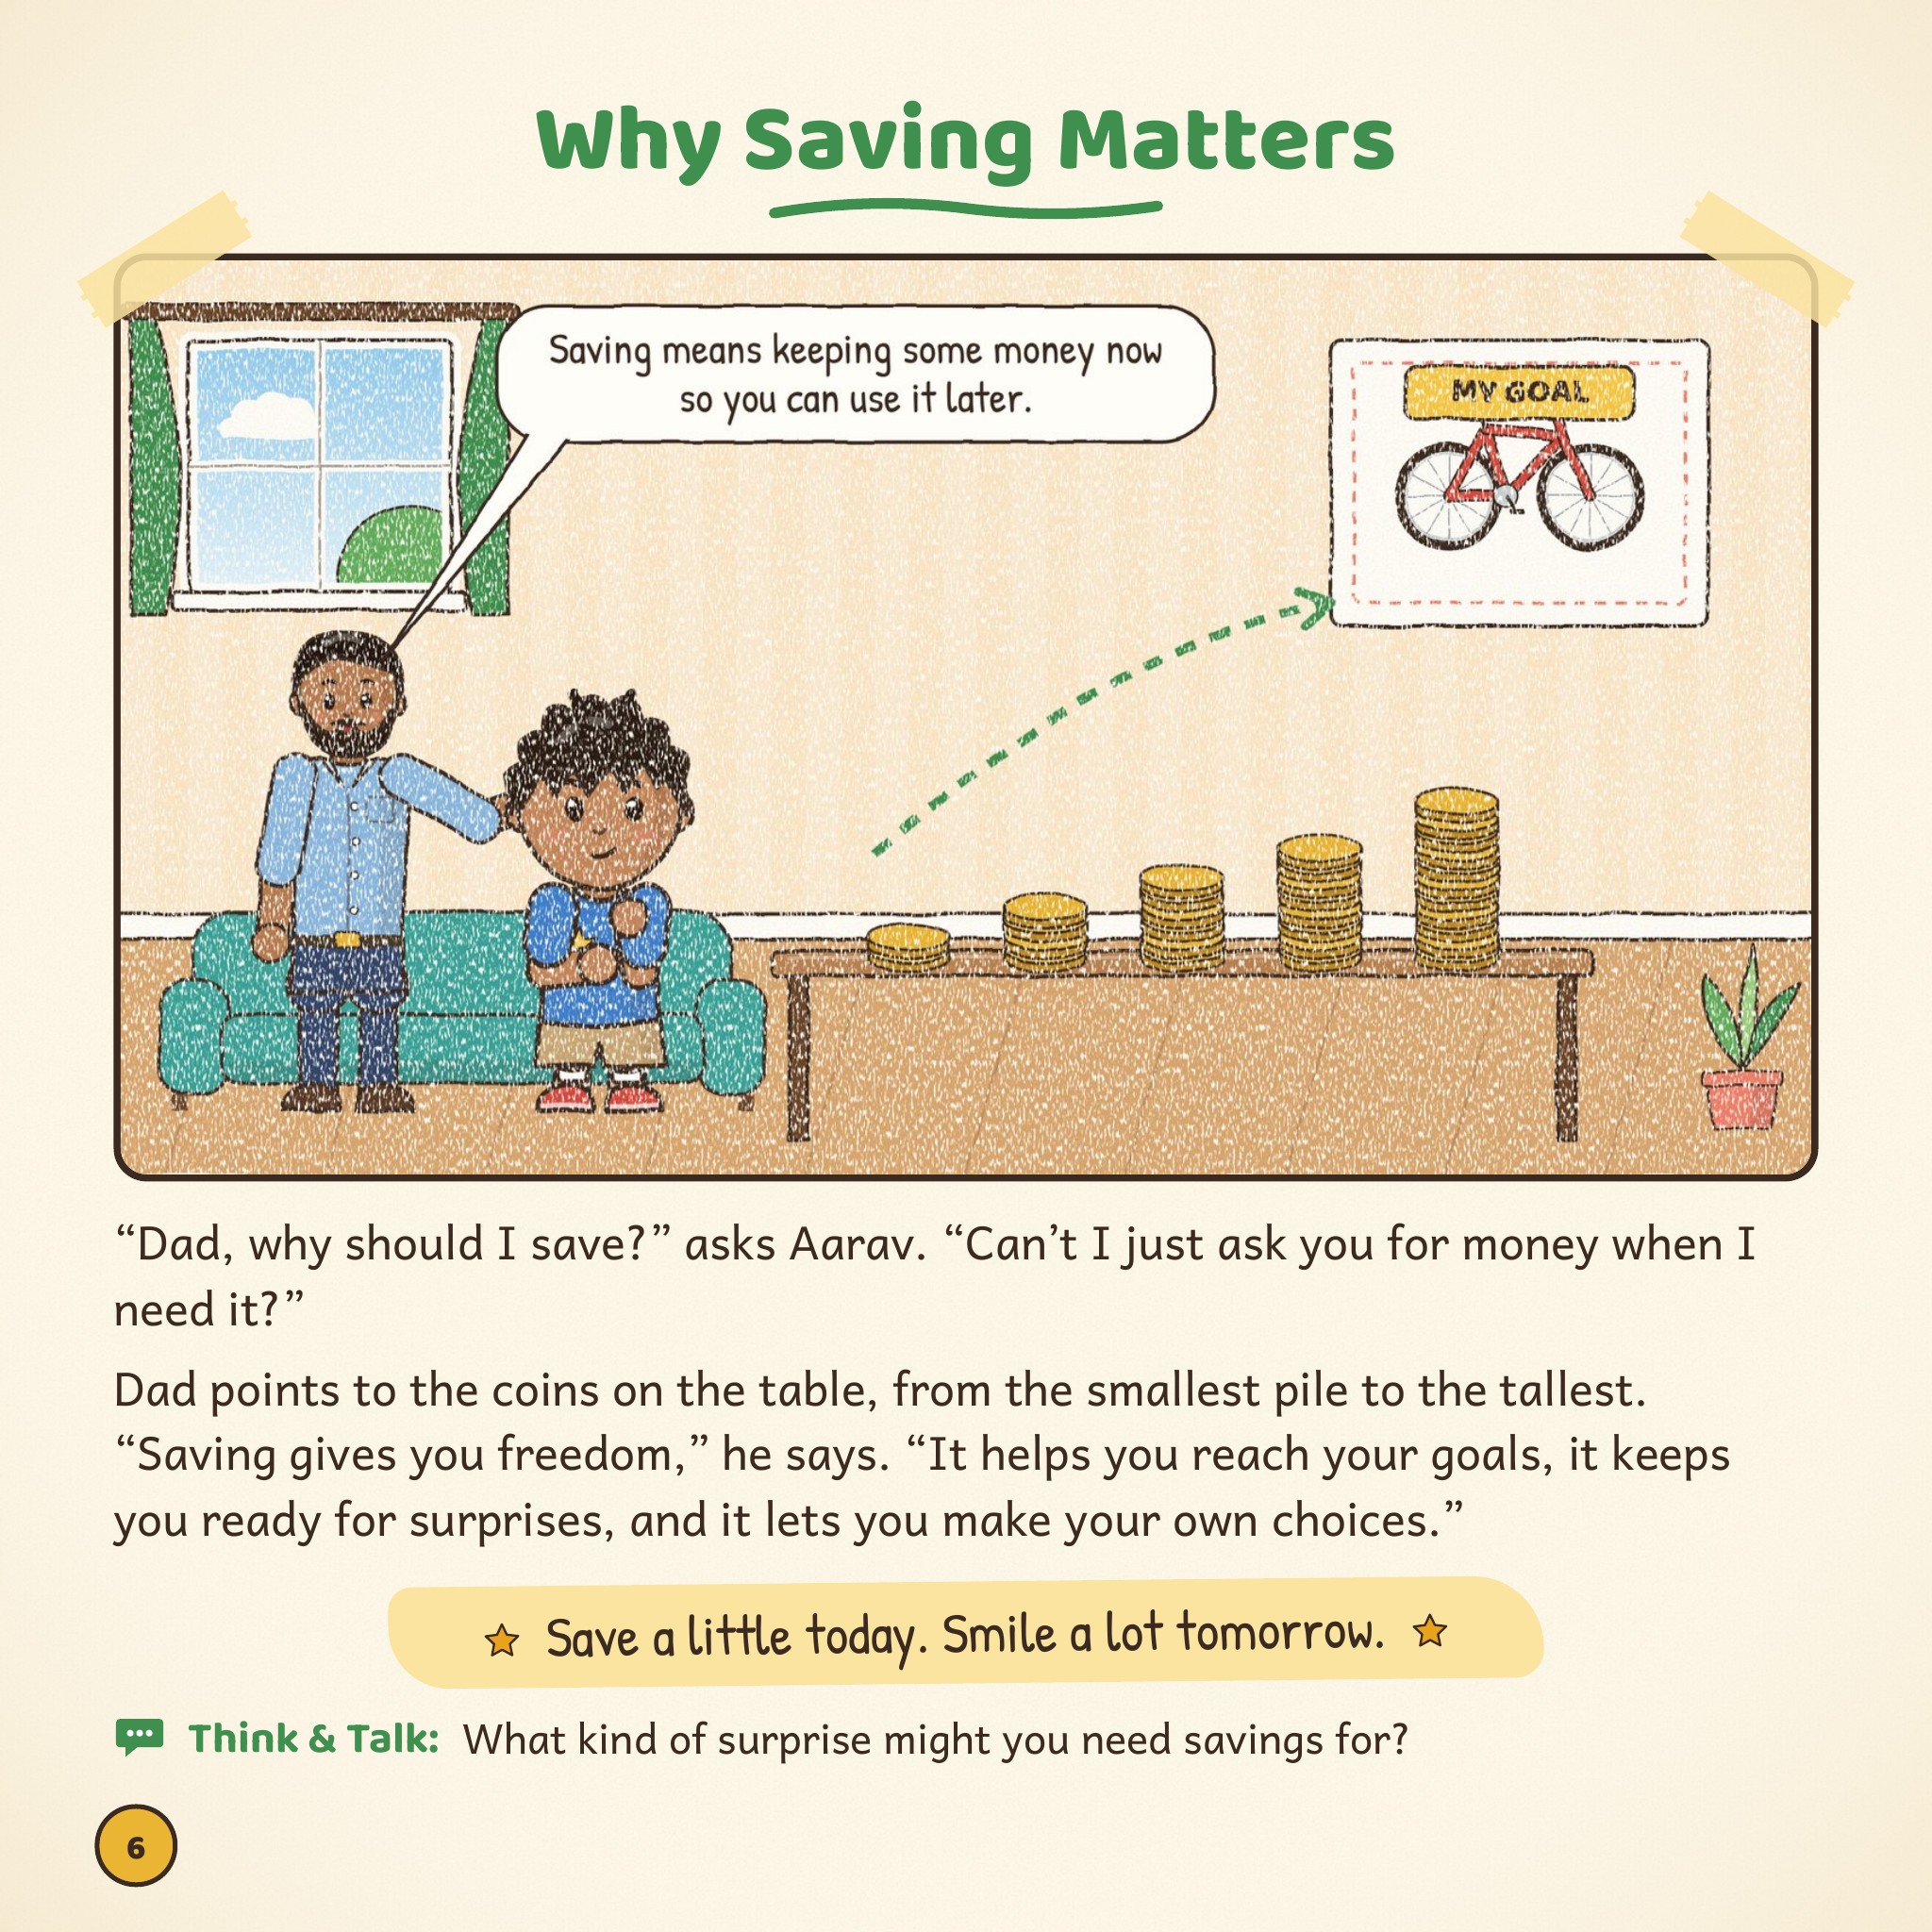 Why Saving Matters
Saving means keeping some money now
so you can use it later.
MY GOAL
“Dad, why should I save?” asks Aarav. “Can’t I just ask you for money when I
need it?”
Dad points to the coins on the table, from the smallest pile to the tallest.
“Saving gives you freedom,” he says. “It helps you reach your goals, it keeps
you ready for surprises, and it lets you make your own choices.”
Save a little today. Smile a lot tomorrow.
Think & Talk: What kind of surprise might you need savings for?
6